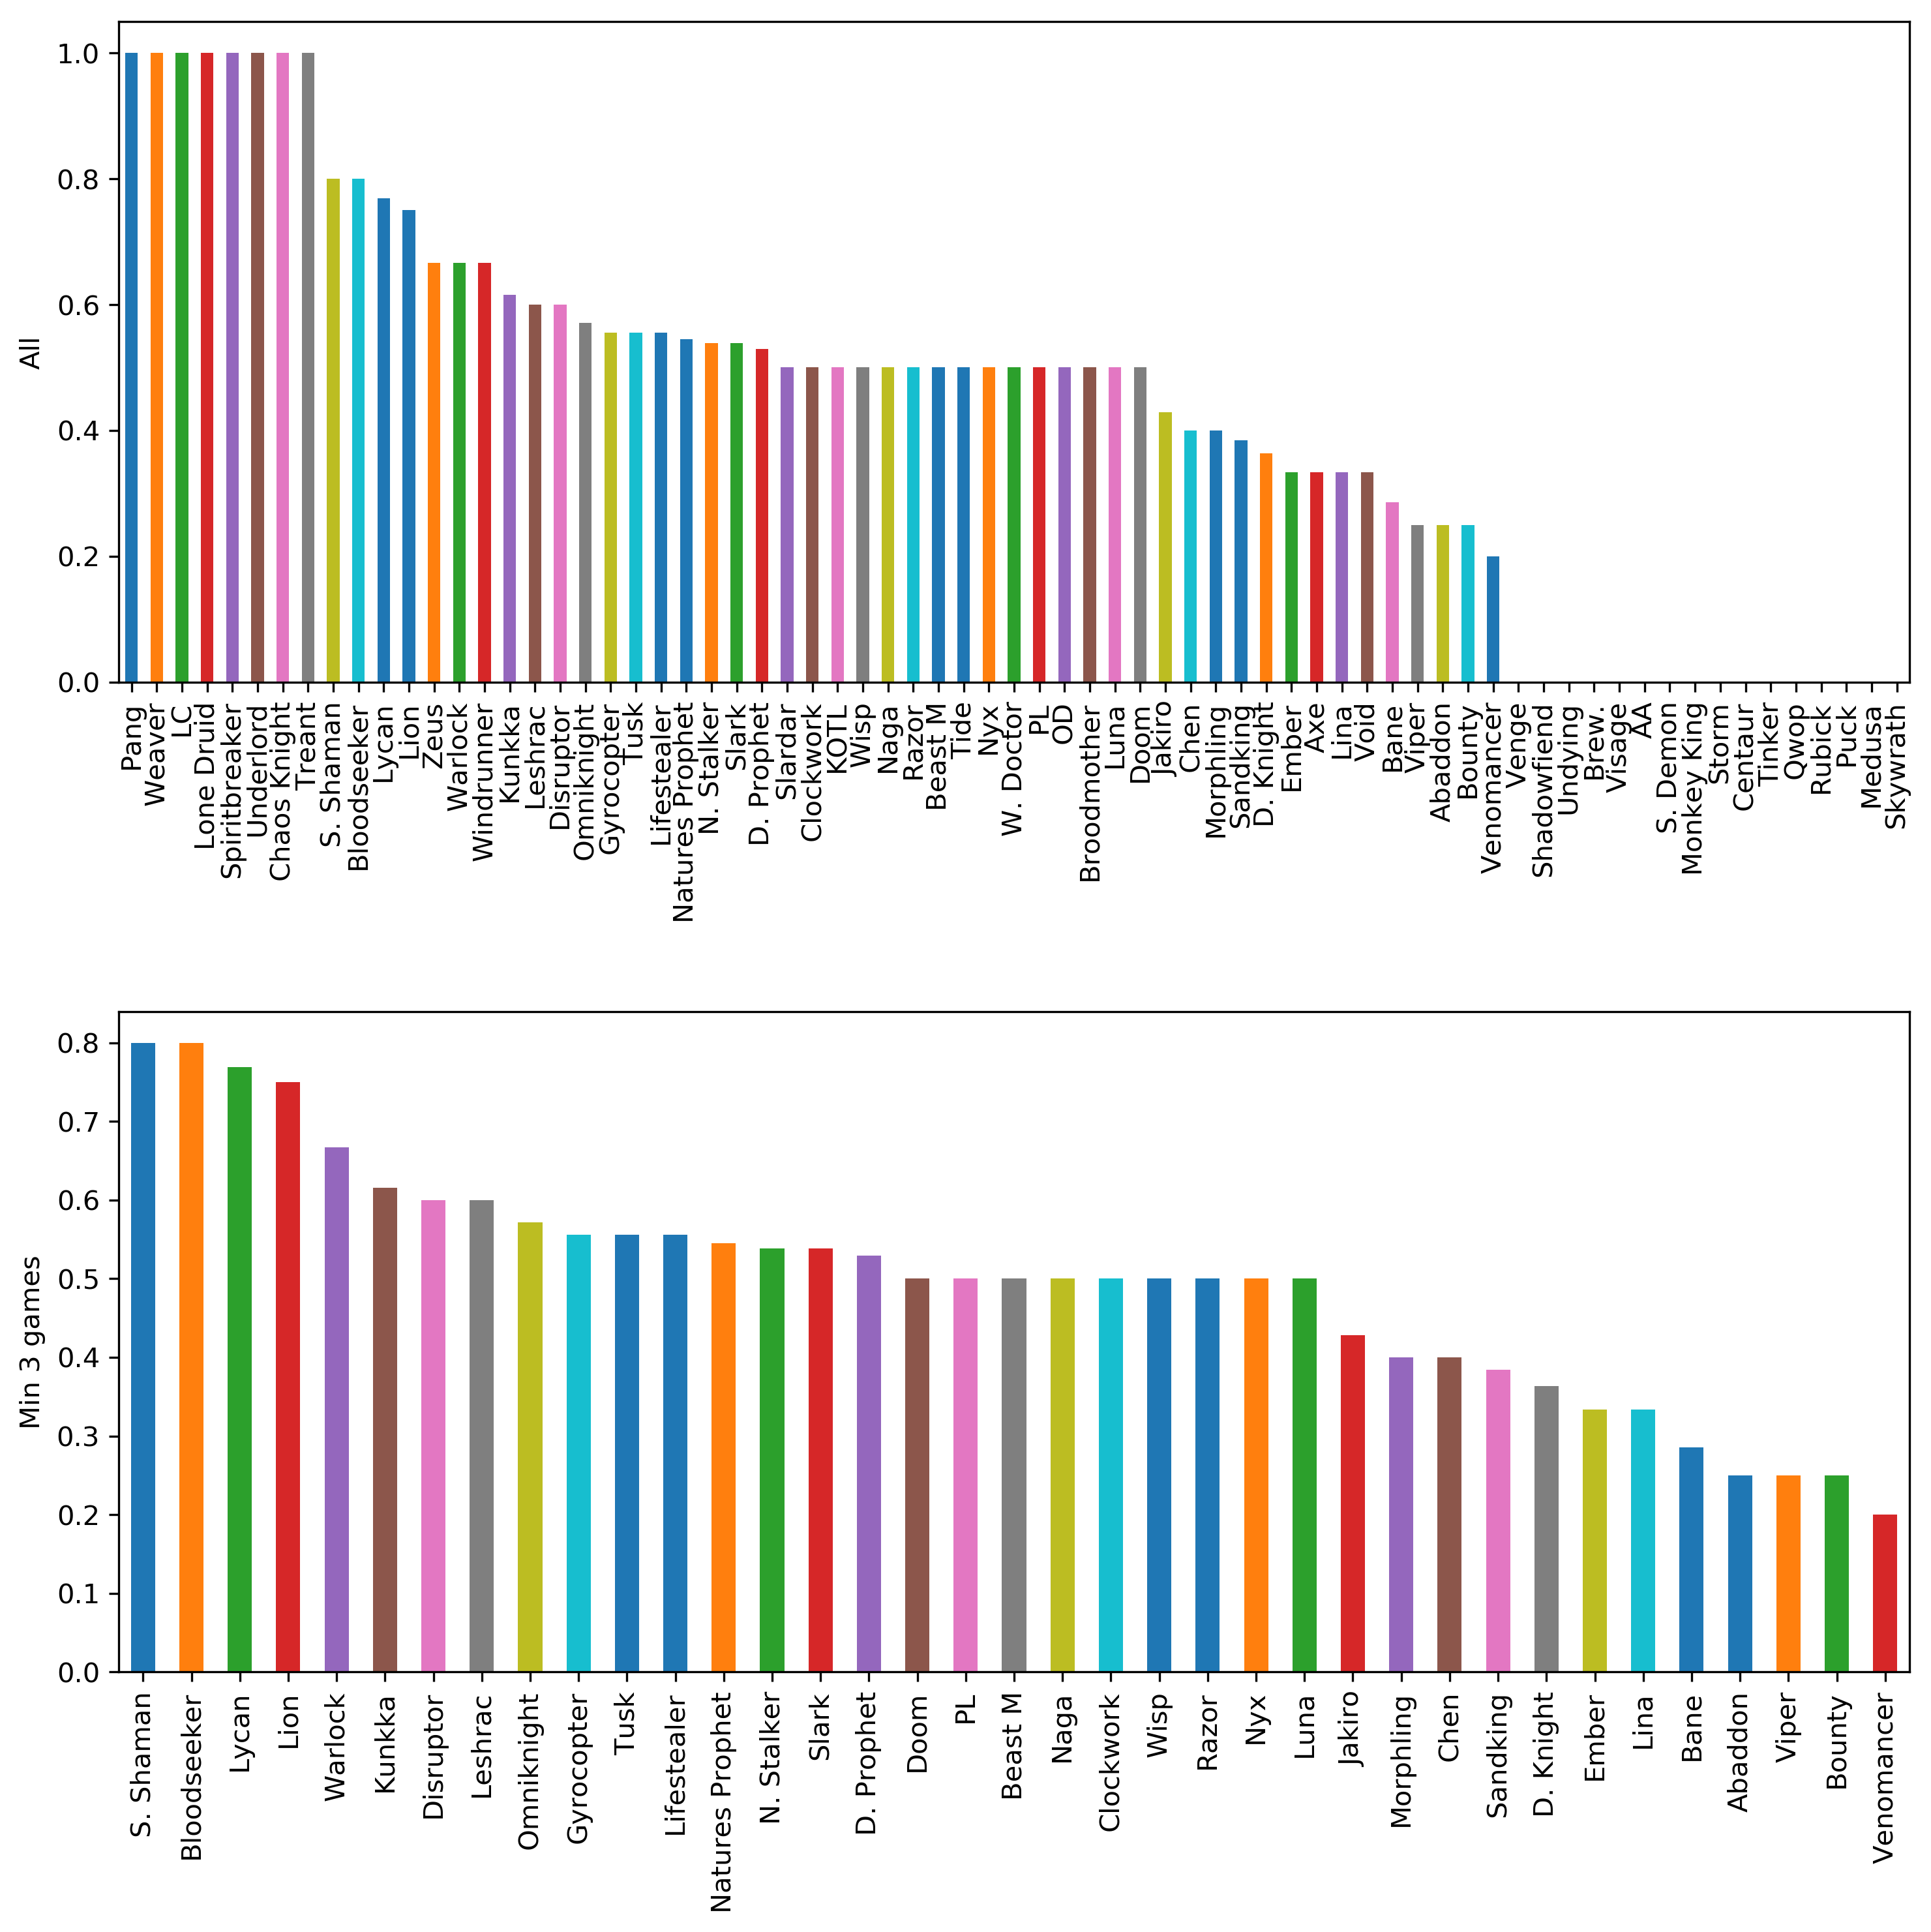 All
1.0
0.8
0.6
0.4
0.2
0.0
Pang
Weaver
LC
Lone Druid
Spiritbreaker
Underlord
Chaos Knight
Treant
S. Shaman
Bloodseeker
Lycan
Lion
Zeus
Warlock
Windrunner
Kunkka
Leshrac
Disruptor
Omniknight
Gyrocopter
Tusk
Lifestealer
Natures Prophet
N. Stalker
Slark
D. Prophet
Slardar
Clockwork
KOTL
Wisp
Naga
Razor
Beast M
Tide
Nyx
W. Doctor
PL
OD
Broodmother
Luna
Doom
Jakiro
Chen
Morphling
Sandking
D. Knight
Ember
Axe
Lina
Void
Bane
Viper
Abaddon
Bounty
Venomancer
Venge
Shadowfiend
Undying
Brew.
Visage
AA
S. Demon
Monkey King
Storm
Centaur
Tinker
Qwop
Rubick
Puck
Medusa
Skywrath
Min 3 games
0.8
0.7
0.6
0.5
0.4
0.3
0.2
0.1
0.0
S. Shaman
Bloodseeker
Lycan
Lion
Warlock
Kunkka
Disruptor
Leshrac
Omniknight
Gyrocopter
Tusk
Lifestealer
Natures Prophet
N. Stalker
Slark
D. Prophet
Doom
PL
Beast M
Naga
Clockwork
Wisp
Razor
Nyx
Luna
Jakiro
Morphling
Chen
Sandking
D. Knight
Ember
Lina
Bane
Abaddon
Viper
Bounty
Venomancer